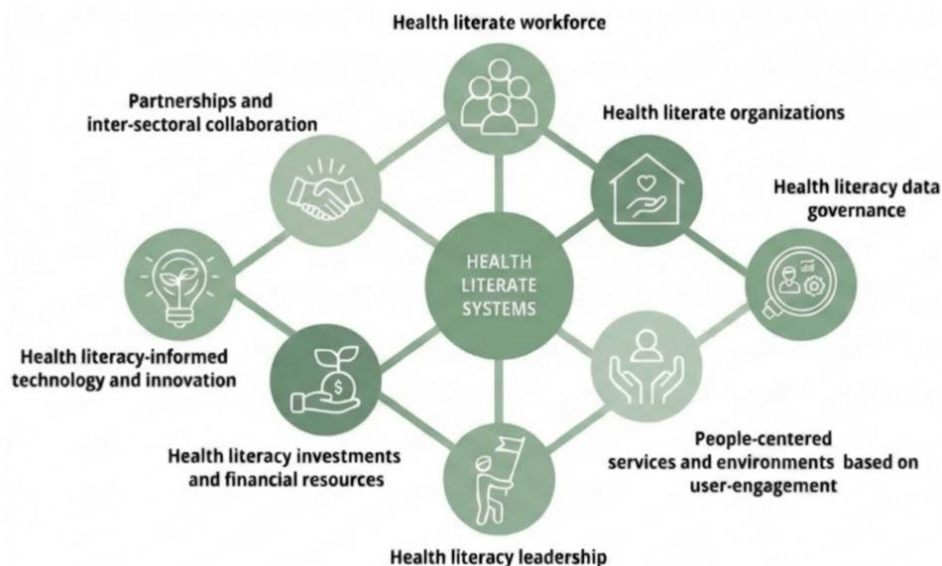 Health literate workforce
Partnerships and
inter-sectoral collaboration
Health literate organizations
Health literacy data
governance
HEALTH
LITERATE
SYSTEMS
$
Health literacy-informed
technology and innovation
Health literacy investments
and financial resources
People-centered
services and environments based on
user-engagement
Health literacy leadership